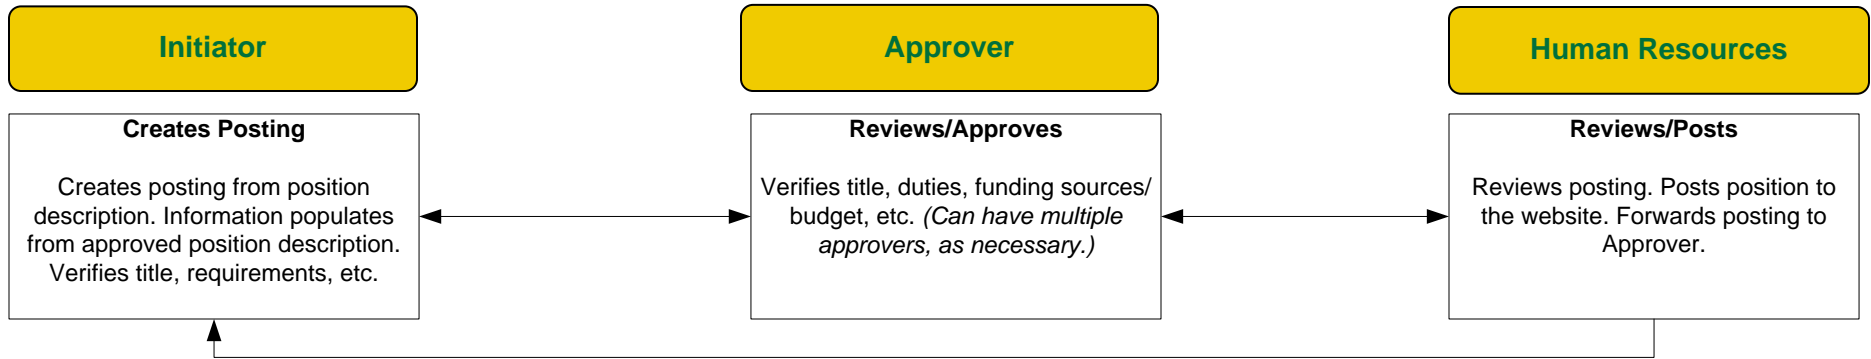 Initiator
Approver
Human Resources
Creates Posting
Creates posting from position
description. Information populates
from approved position description.
Verifies title, requirements, etc.
Reviews/Approves
Verifies title, duties, funding sources/
budget, etc. (Can have multiple
approvers, as necessary.)
Reviews/Posts
Reviews posting. Posts position to
the website. Forwards posting to
Approver.